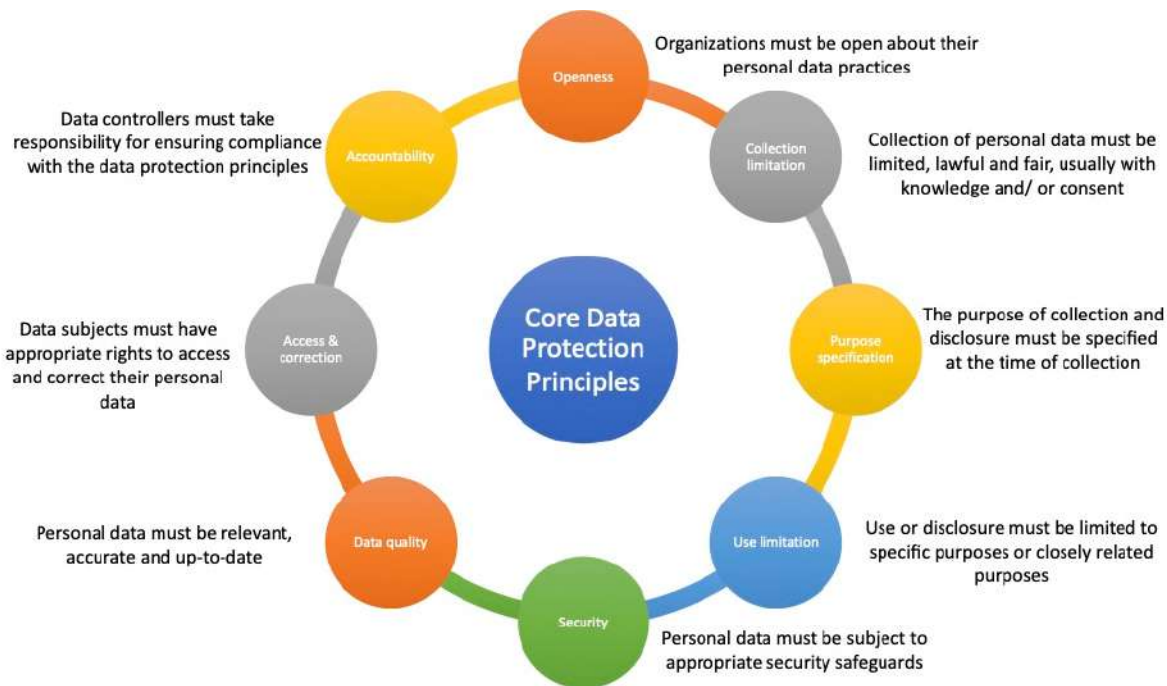 Openness
Organizations must be open about their
personal data practices
Collection
limitation
Collection of personal data must be
limited, lawful and fair, usually with
knowledge and/ or consent
Purpose
specification
The purpose of collection and
disclosure must be specified
at the time of collection
Use limitation
Use or disclosure must be limited to
specific purposes or closely related
purposes
Security
Personal data must be subject to
appropriate security safeguards
Data quality
Personal data must be relevant,
accurate and up-to-date
Access &
correction
Data subjects must have
appropriate rights to access
and correct their personal
data
Accountability
Data controllers must take
responsibility for ensuring compliance
with the data protection principles
Core Data
Protection
Principles